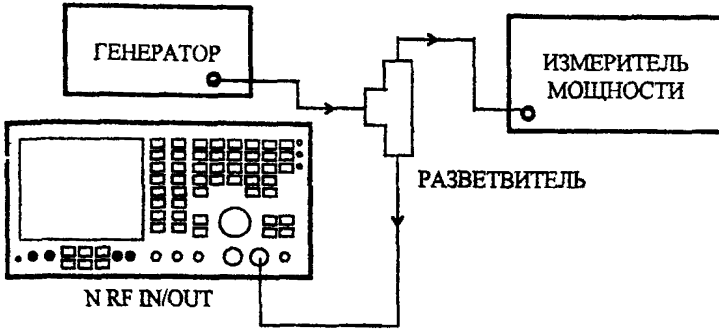 ГЕНЕРАТОР
ИЗМЕРИТЕЛЬ
МОЩНОСТИ
РАЗВЕТВИТЕЛЬ
N RF IN/OUT